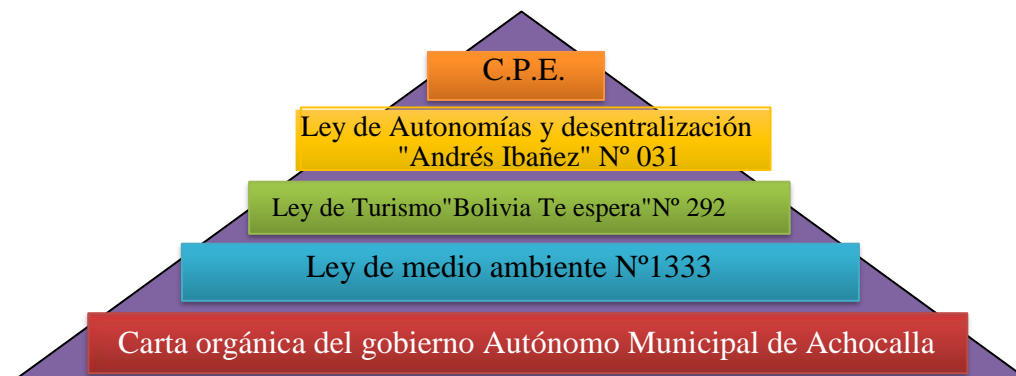 C.P.E.
Ley de Autonomías y desentralización
"Andrés Ibañez" Nº 031
Ley de Turismo"Bolivia Te espera"Nº 292
Ley de medio ambiente Nº1333
Carta orgánica del gobierno Autónomo Municipal de Achocalla